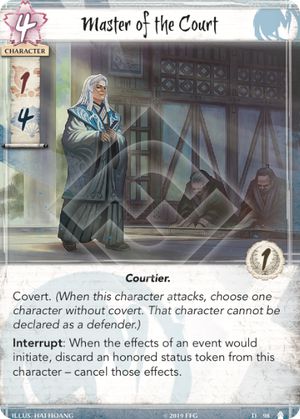 4
Master of the Court
CHARACTER
1
4
1
Courtier.
Covert. (When this character attacks, choose one
character without covert. That character cannot be
declared as a defender.)
Interrupt: When the effects of an event would
initiate, discard an honored status token from this
character – cancel those effects.
ILLUS. HAI HOANG
©2019 FFG
D 98